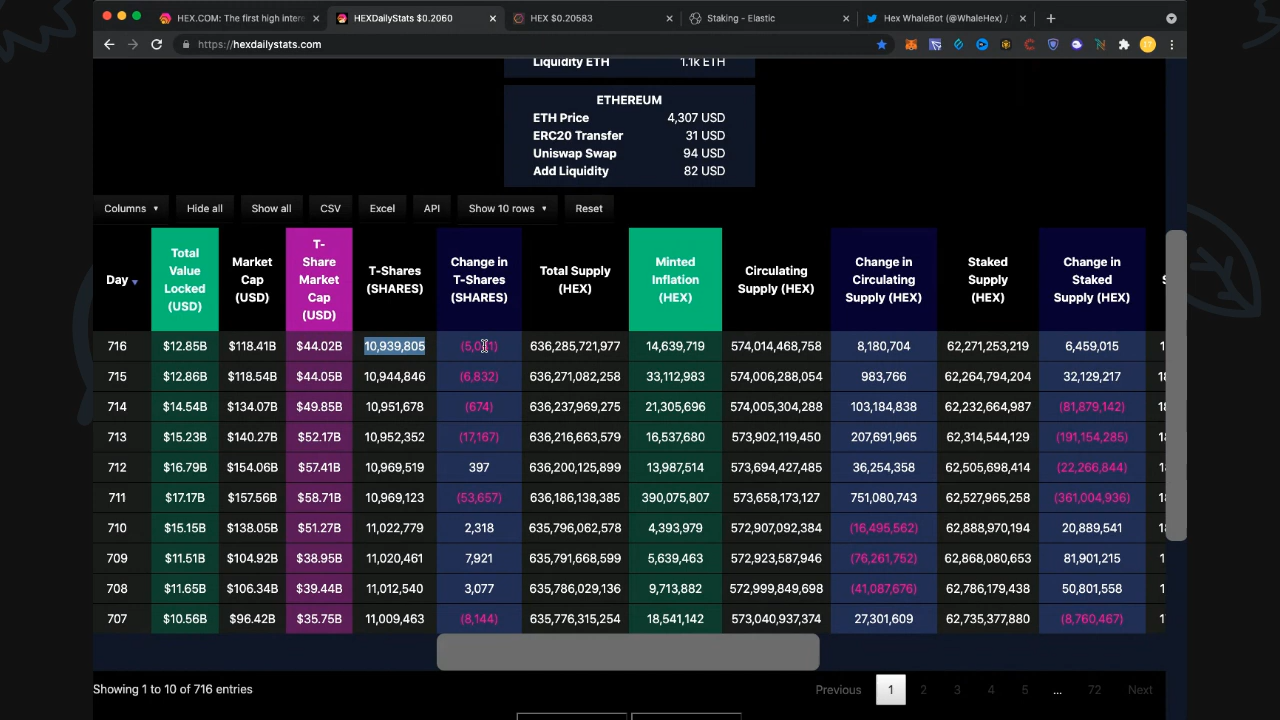 HEX.COM: The first high inter
HEXDailyStats $0.2060
HEX $0.20583
Staking - Elastic
Hex WhaleBot (@WhaleHex) /
https://hexdailystats.com
Liquidity ETH 1.1k ETH
ETHEREUM
ETH Price 4,307 USD
ERC20 Transfer 31 USD
Uniswap Swap 94 USD
Add Liquidity 82 USD
Columns Hide all Show all CSV Excel API Show 10 rows Reset
Day
Total Value Locked (USD)
Market Cap (USD)
T-Share Market Cap (USD)
T-Shares (SHARES)
Change in T-Shares (SHARES)
Total Supply (HEX)
Minted Inflation (HEX)
Circulating Supply (HEX)
Change in Circulating Supply (HEX)
Staked Supply (HEX)
Change in Staked Supply (HEX)
716 $12.85B $118.41B $44.02B 10,939,805 636,285,721,977 14,639,719 574,014,468,758 8,180,704 62,271,253,219 6,459,015
715 $12.86B $118.54B $44.05B 10,944,846 (6,832) 636,271,082,258 33,112,983 574,006,288,054 983,766 62,264,794,204 32,129,217
714 $14.54B $134.07B $49.85B 10,951,678 (674) 636,237,969,275 21,305,696 574,005,304,288 103,184,838 62,232,664,987 (81,879,142)
713 $15.23B $140.27B $52.17B 10,952,352 (17,167) 636,216,663,579 16,537,680 573,902,119,450 207,691,965 62,314,544,129 (191,154,285)
712 $16.79B $154.06B $57.41B 10,969,519 397 636,200,125,899 13,987,514 573,694,427,485 36,254,358 62,505,698,414 (22,266,844)
711 $17.17B $157.56B $58.71B 10,969,123 (53,657) 636,186,138,385 390,075,807 573,658,173,127 751,080,743 62,527,965,258 (361,004,936)
710 $15.15B $138.05B $51.27B 11,022,779 2,318 635,796,062,578 4,393,979 572,907,092,384 (16,495,562) 62,888,970,194 20,889,541
709 $11.51B $104.92B $38.95B 11,020,461 7,921 635,791,668,599 5,639,463 572,923,587,946 (76,261,752) 62,868,080,653 81,901,215
708 $11.65B $106.34B $39.44B 11,012,540 3,077 635,786,029,136 9,713,882 572,999,849,698 (41,087,676) 62,786,179,438 50,801,558
707 $10.56B $96.42B $35.75B 11,009,463 (8,144) 635,776,315,254 18,541,142 573,040,937,374 27,301,609 62,735,377,880 (8,760,467)
Showing 1 to 10 of 716 entries
Previous 1 2 3 4 5 ... 72 Next